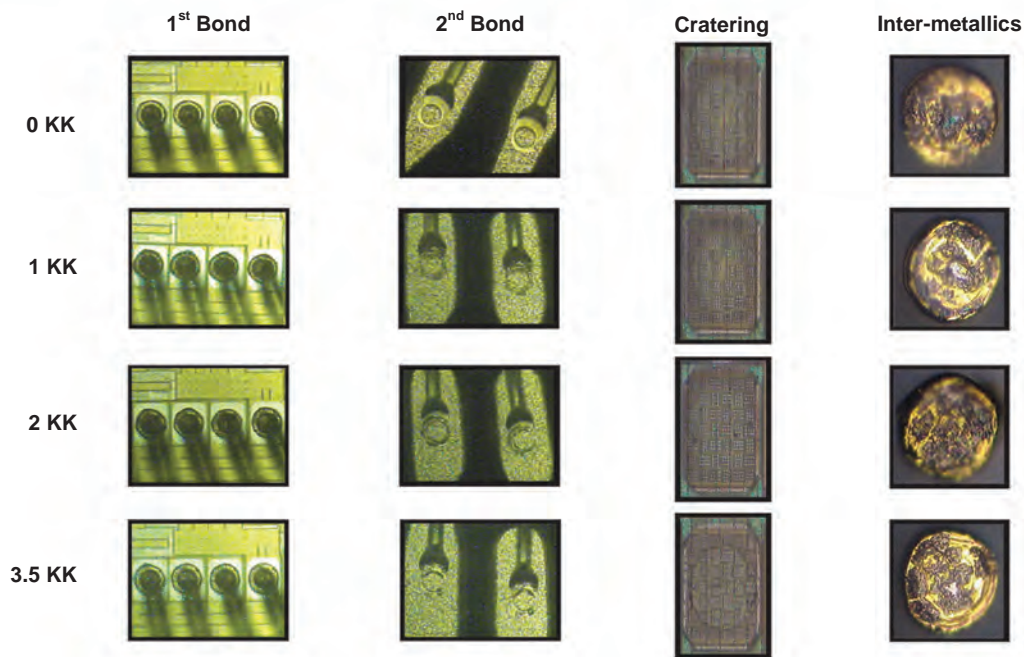 1st Bond 2nd Bond Cratering Inter-metallics
0 KK
1 KK
2 KK
3.5 KK